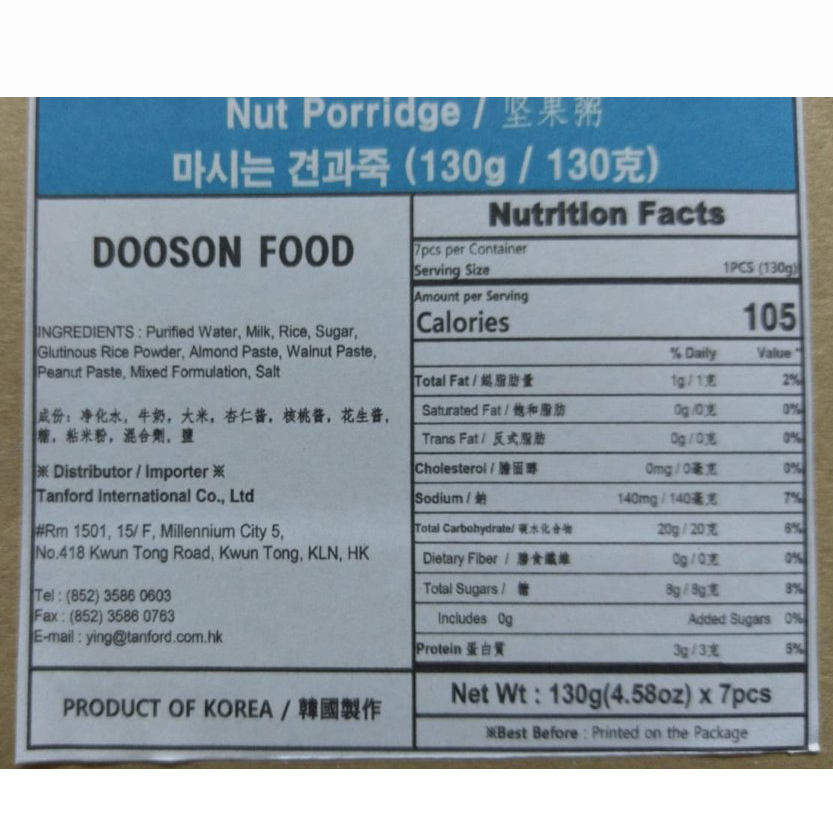 Nut Porridge / 坚果粥
마시는 견과죽 (130g / 130克)
DOOSON FOOD
INGREDIENTS : Purified Water, Milk, Rice, Sugar,
Glutinous Rice Powder, Almond Paste, Walnut Paste,
Peanut Paste, Mixed Formulation, Salt
成份：净化水，牛奶，大米，杏仁酱，核桃酱，花生酱，
糖，粘米粉，混合劑，鹽
※ Distributor / Importer ※
Tanford International Co., Ltd
#Rm 1501, 15/ F, Millennium City 5,
No.418 Kwun Tong Road, Kwun Tong, KLN, HK
Tel : (852) 3586 0603
Fax : (852) 3586 0763
E-mail : ying@tanford.com.hk
PRODUCT OF KOREA / 韓國製作
Nutrition Facts
7pcs per Container
Serving Size 1PCS (130g)
Amount per Serving
Calories 105
% Daily Value *
Total Fat / 總脂肪量 1g / 1克 2%
Saturated Fat / 飽和脂肪 0g /0克 0%
Trans Fat / 反式脂肪 0g / 0克 0%
Cholesterol / 膽固醇 0mg / 0毫克 0%
Sodium / 鈉 140mg / 140毫克 7%
Total Carbohydrate/ 碳水化合物 20g / 20克 6%
Dietary Fiber / 膳食纖維 0g / 0克 0%
Total Sugars / 糖 8g / 8g克 8%
Includes 0g Added Sugars 0%
Protein 蛋白質 3g / 3克 5%
Net Wt : 130g(4.58oz) x 7pcs
※Best Before : Printed on the Package